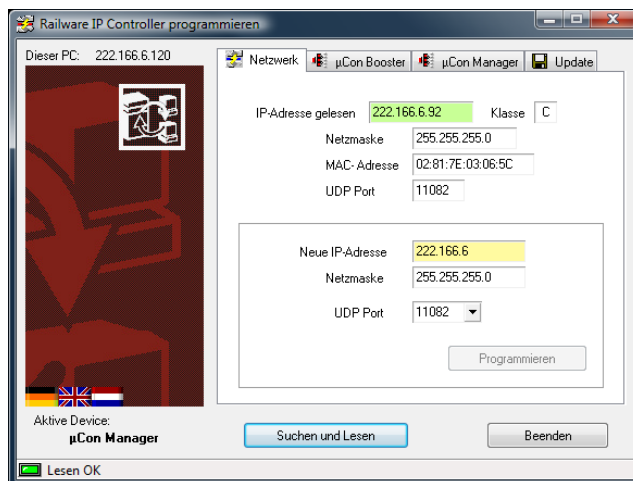 Railware IP Controller programmieren
Dieser PC: 222.166.6.120
Netzwerk µCon Booster µCon Manager Update
IP-Adresse gelesen 222.166.6.92 Klasse C
Netzmaske 255.255.255.0
MAC- Adresse 02:81:7E:03:06:5C
UDP Port 11082
Neue IP-Adresse 222.166.6
Netzmaske 255.255.255.0
UDP Port 11082
Programmieren
Aktive Device:
µCon Manager
Suchen und Lesen Beenden
Lesen OK